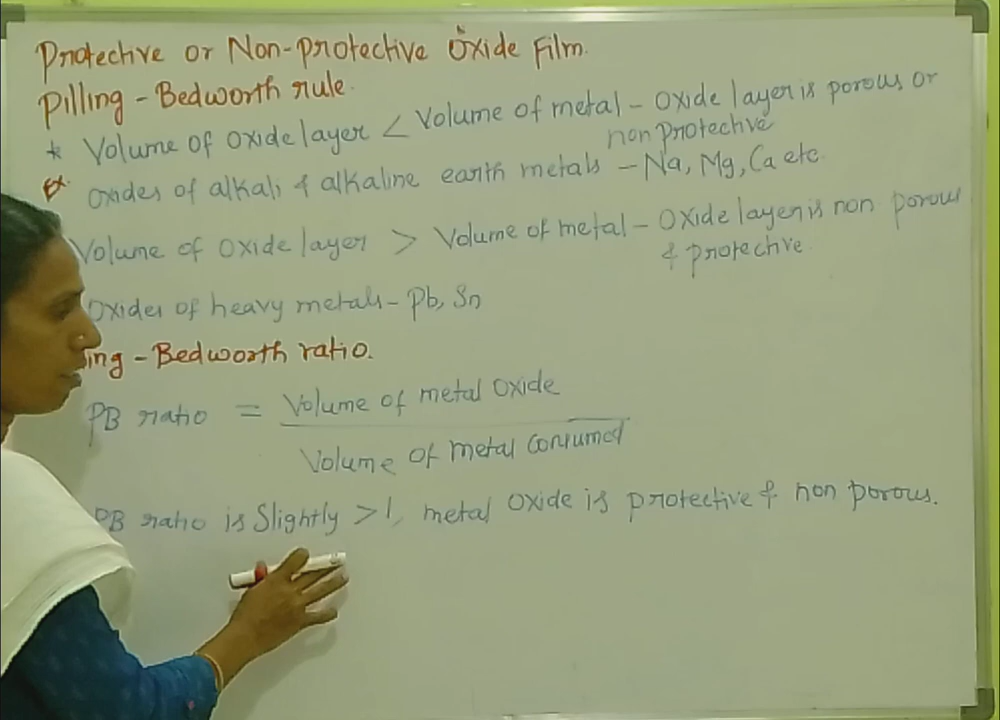 Protective or Non-protective Oxide Film.
Pilling-Bedworth rule.
* Volume of oxide layer < Volume of metal - Oxide layer is porous or
non protective
Ex. Oxides of alkali & alkaline earth metals - Na, Mg, Ca etc
Volume of oxide layer > Volume of metal - Oxide layer is non porous
& protective.
Oxides of heavy metals - Pb, Sn
ing - Bedworth ratio.
PB ratio = Volume of metal oxide
Volume of metal consumed
PB ratio is Slightly >1, metal oxide is protective & non porous.